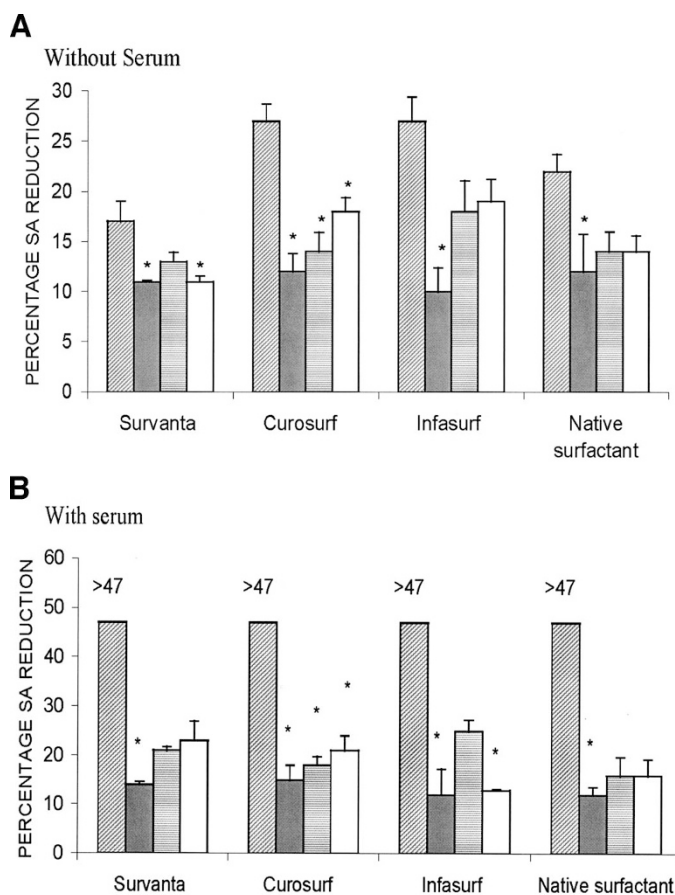 A
Without Serum
PERCENTAGE SA REDUCTION
30
25
20
15
10
5
0
* * * * * * *
Survanta Curosurf Infasurf Native surfactant
B
With serum
PERCENTAGE SA REDUCTION
60
50
40
30
20
10
0
>47 >47 >47 >47
* * * * * * *
Survanta Curosurf Infasurf Native surfactant